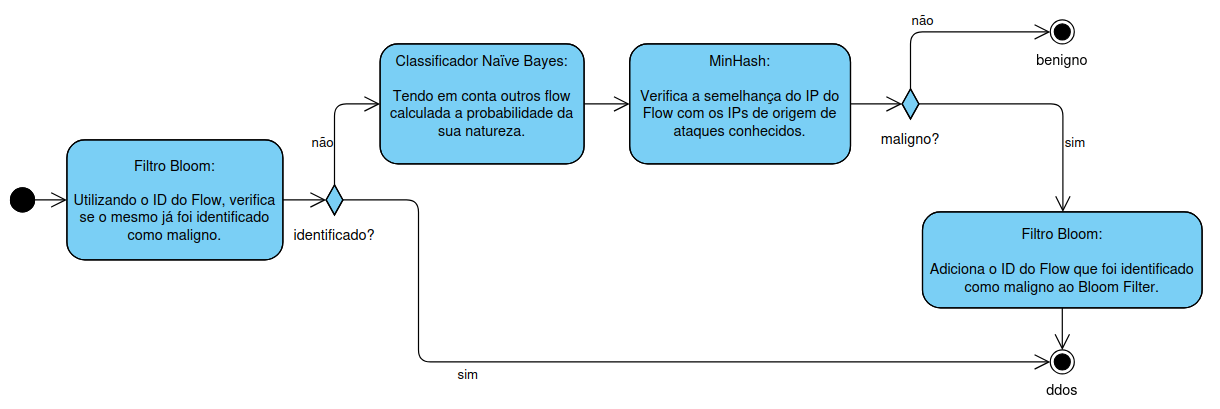 não
benigno
Classificador Naïve Bayes:
Tendo em conta outros flow
calculada a probabilidade da
sua natureza.
MinHash:
Verifica a semelhança do IP do
Flow com os IPs de origem de
ataques conhecidos.
maligno?
não
sim
Filtro Bloom:
Utilizando o ID do Flow, verifica
se o mesmo já foi identificado
como maligno.
identificado?
Filtro Bloom:
Adiciona o ID do Flow que foi identificado
como maligno ao Bloom Filter.
sim
ddos